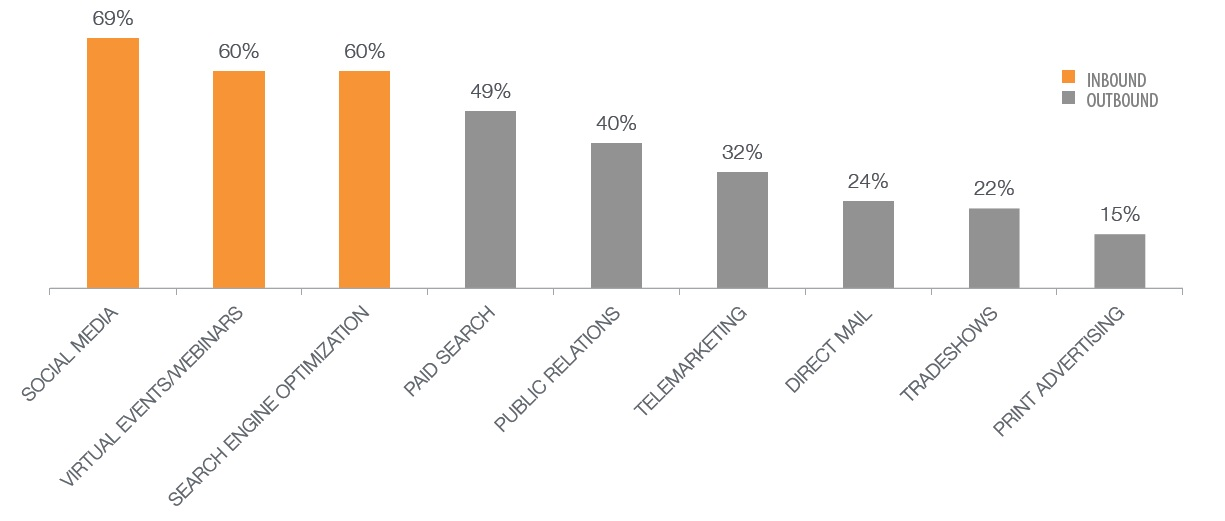 69%
60%
60%
49%
40%
32%
24%
22%
15%
INBOUND
OUTBOUND
SOCIAL MEDIA
VIRTUAL EVENTS/WEBINARS
SEARCH ENGINE OPTIMIZATION
PAID SEARCH
PUBLIC RELATIONS
TELEMARKETING
DIRECT MAIL
TRADESHOWS
PRINT ADVERTISING